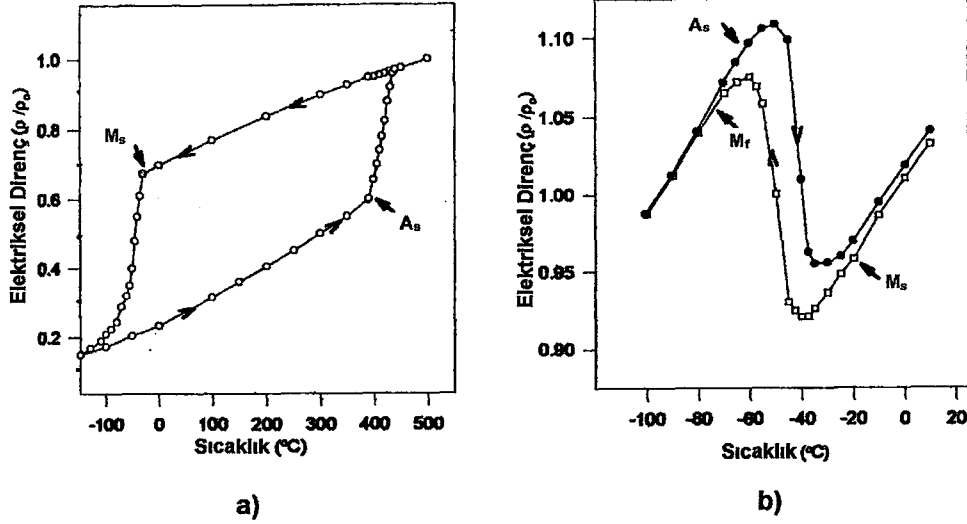 Elektriksel Direnç (ρ /ρ₀)
1.0
0.8
0.6
0.4
0.2
Ms
As
-100 0 100 200 300 400 500
Sıcaklık (ºC)
a)
Elektriksel Direnç (ρ /ρ₀)
1.10
1.05
1.00
0.95
0.90
As
Mf
Ms
-100 -80 -60 -40 -20 0 20
Sıcaklık (ºC)
b)